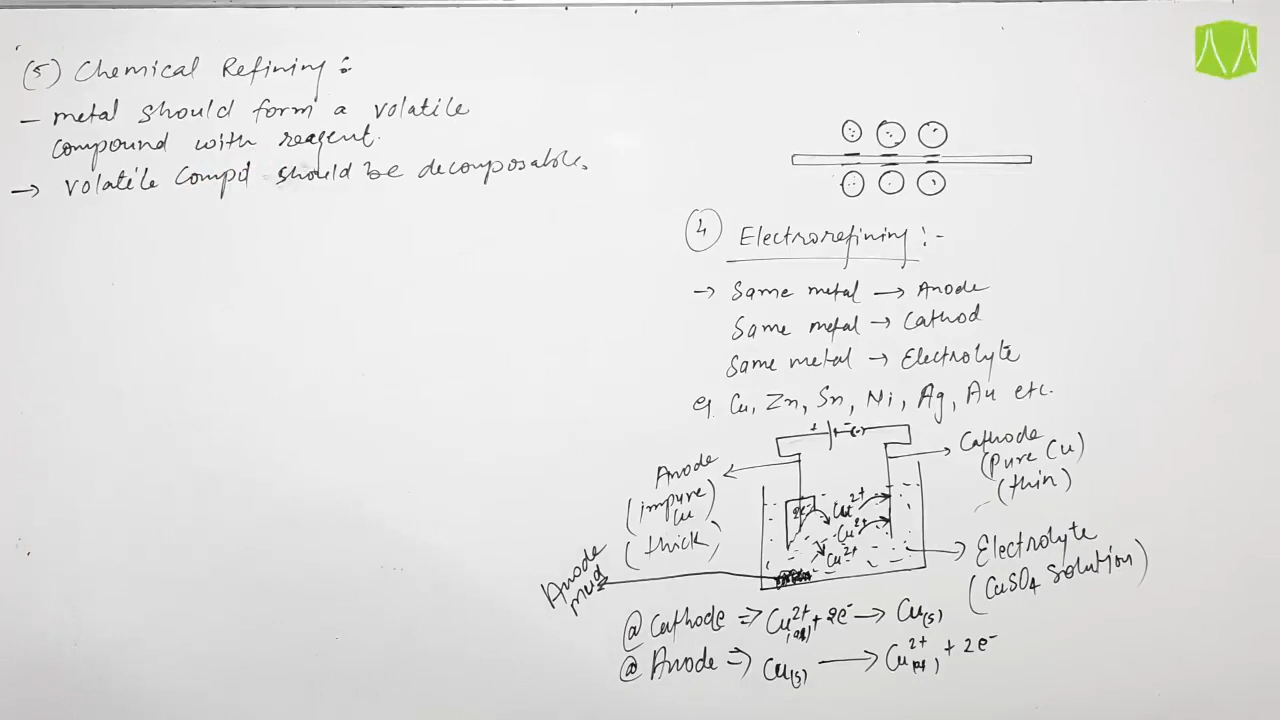 (5) Chemical Refining :
- metal should form a volatile
compound with reagent.
→ volatile Compd should be decomposable.
4 Electrorefining :-
→ Same metal → Anode
Same metal → Cathod
Same metal → Electrolyte
eg. Cu, Zn, Sn, Ni, Ag, Au etc.
+ - (-)
Anode
(impure
Cu
(thick)
Cathode
(Pure Cu)
(thin)
2e-
Cu2+
Cu2+
Cu2+
Anode
mud
Electrolyte
(CuSO4 solution)
@ Cathode ⇒ Cu2+(aq) + 2e- → Cu(s)
@ Anode ⇒ Cu(s) → Cu2+(aq) + 2e-